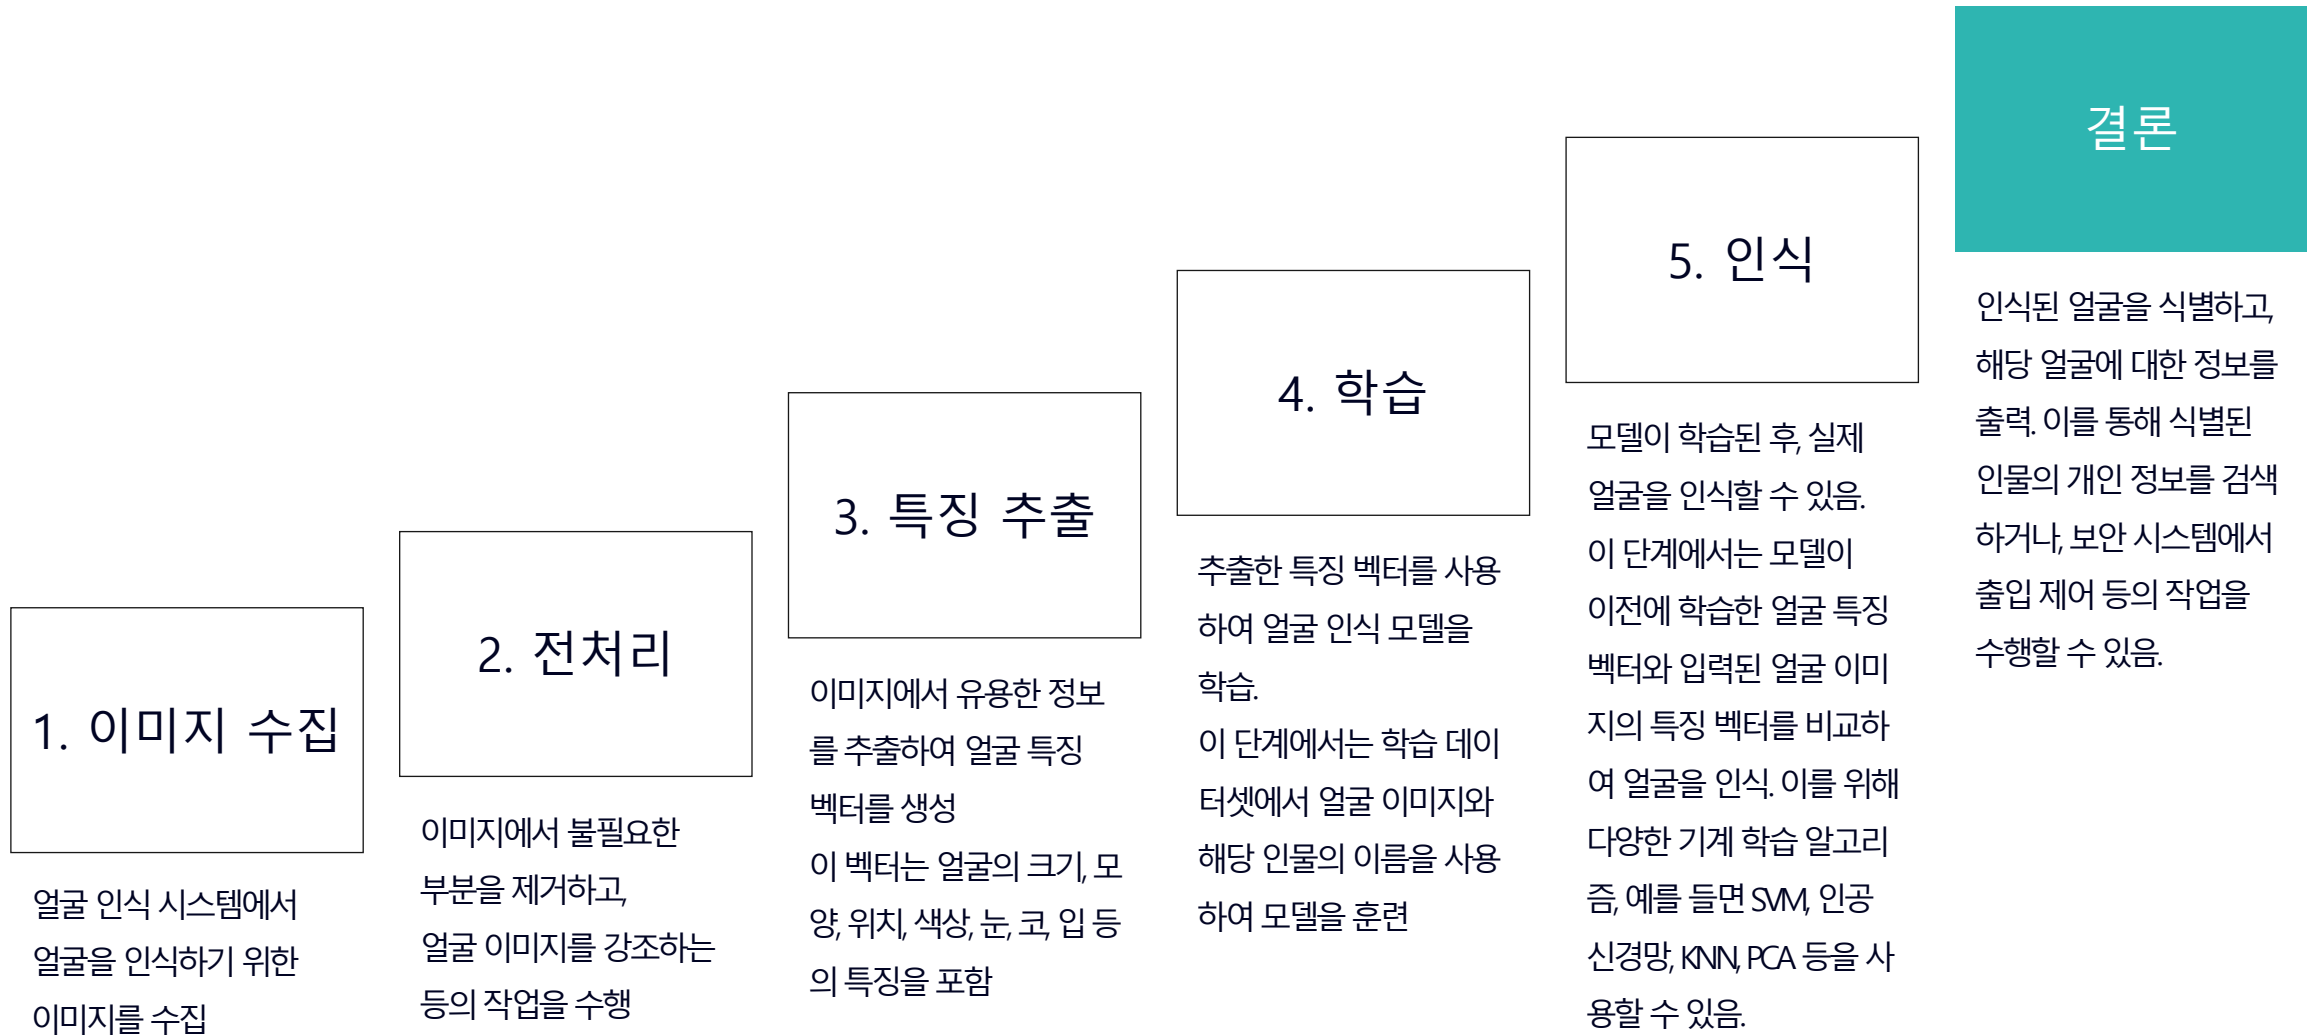 1. 이미지 수집
얼굴 인식 시스템에서
얼굴을 인식하기 위한
이미지를 수집
2. 전처리
이미지에서 불필요한
부분을 제거하고,
얼굴 이미지를 강조하는
등의 작업을 수행
3. 특징 추출
이미지에서 유용한 정보
를 추출하여 얼굴 특징
벡터를 생성
이 벡터는 얼굴의 크기, 모
양, 위치, 색상, 눈, 코, 입 등
의 특징을 포함
4. 학습
추출한 특징 벡터를 사용
하여 얼굴 인식 모델을
학습.
이 단계에서는 학습 데이
터셋에서 얼굴 이미지와
해당 인물의 이름을 사용
하여 모델을 훈련
5. 인식
모델이 학습된 후, 실제
얼굴을 인식할 수 있음.
이 단계에서는 모델이
이전에 학습한 얼굴 특징
벡터와 입력된 얼굴 이미
지의 특징 벡터를 비교하
여 얼굴을 인식. 이를 위해
다양한 기계 학습 알고리
즘, 예를 들면 SVM, 인공
신경망, KNN, PCA 등을 사
용할 수 있음.
결론
인식된 얼굴을 식별하고,
해당 얼굴에 대한 정보를
출력. 이를 통해 식별된
인물의 개인 정보를 검색
하거나, 보안 시스템에서
출입 제어 등의 작업을
수행할 수 있음.